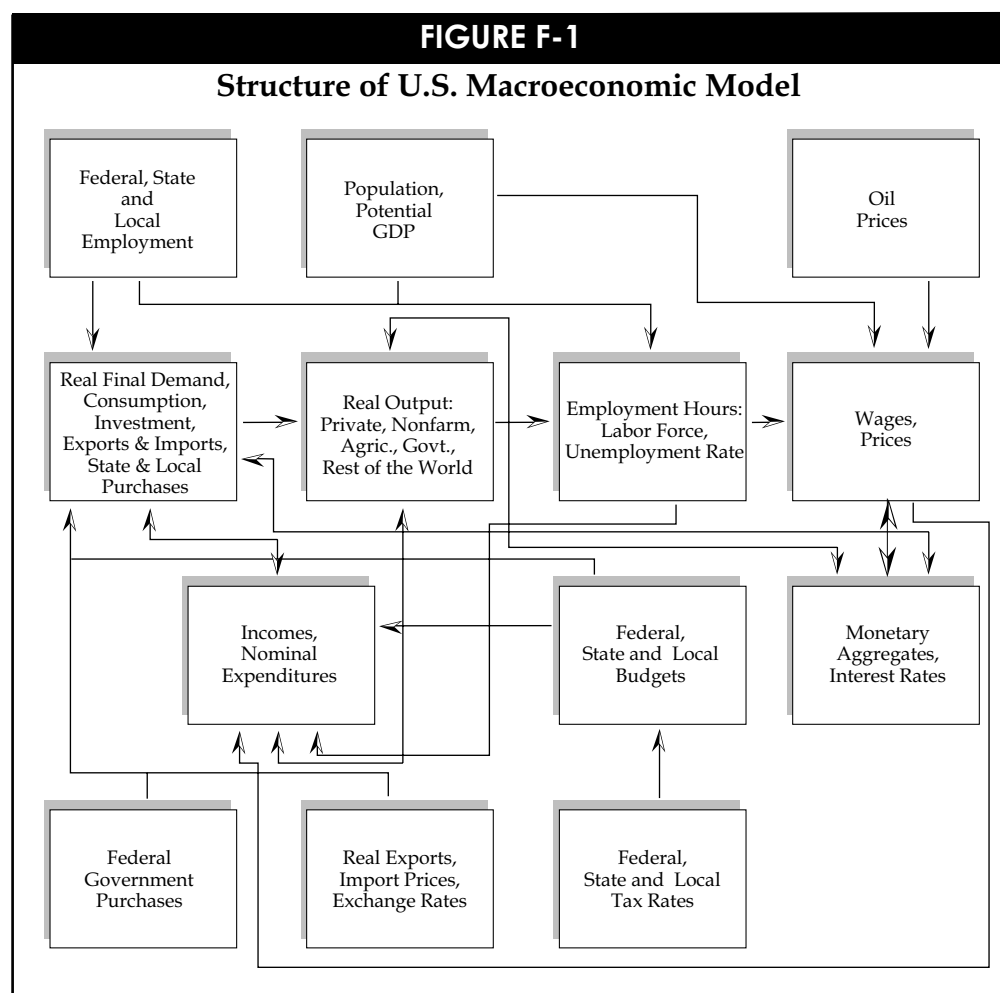 FIGURE F-1
Structure of U.S. Macroeconomic Model
Federal, State
and
Local
Employment
Population,
Potential
GDP
Oil
Prices
Real Final Demand,
Consumption,
Investment,
Exports & Imports,
State & Local
Purchases
Real Output:
Private, Nonfarm,
Agric., Govt.,
Rest of the World
Employment Hours:
Labor Force,
Unemployment Rate
Wages,
Prices
Incomes,
Nominal
Expenditures
Federal,
State and Local
Budgets
Monetary
Aggregates,
Interest Rates
Federal
Government
Purchases
Real Exports,
Import Prices,
Exchange Rates
Federal,
State and Local
Tax Rates